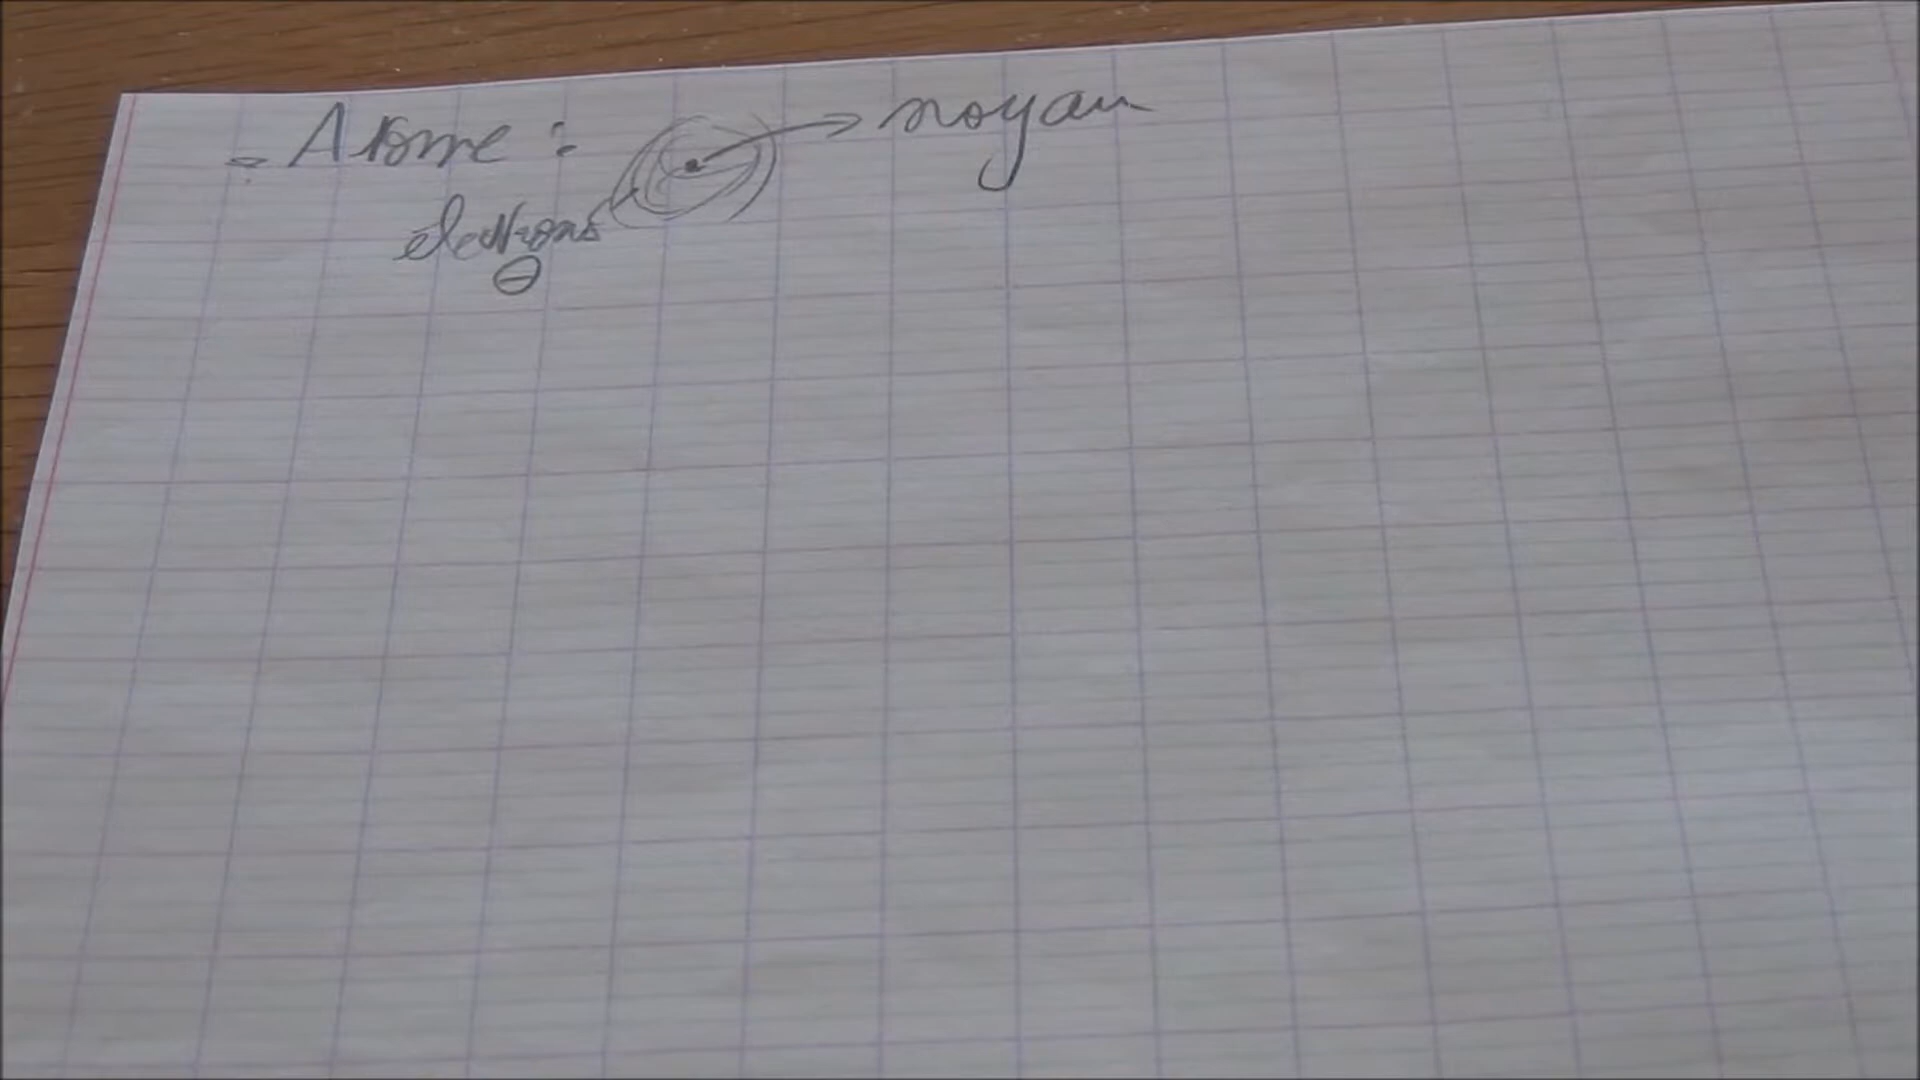 - Atome : → noyau
électrons
⊖